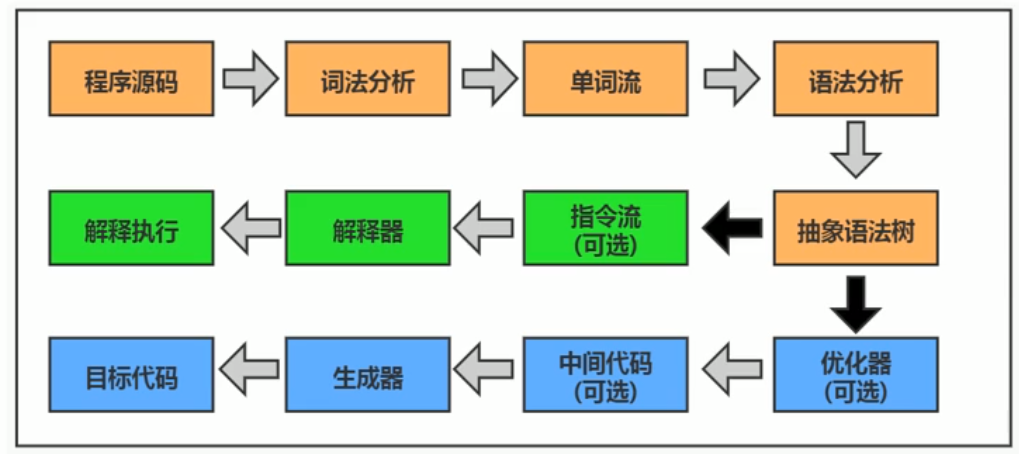 程序源码
词法分析
单词流
语法分析
解释执行
解释器
指令流
(可选)
抽象语法树
目标代码
生成器
中间代码
(可选)
优化器
(可选)